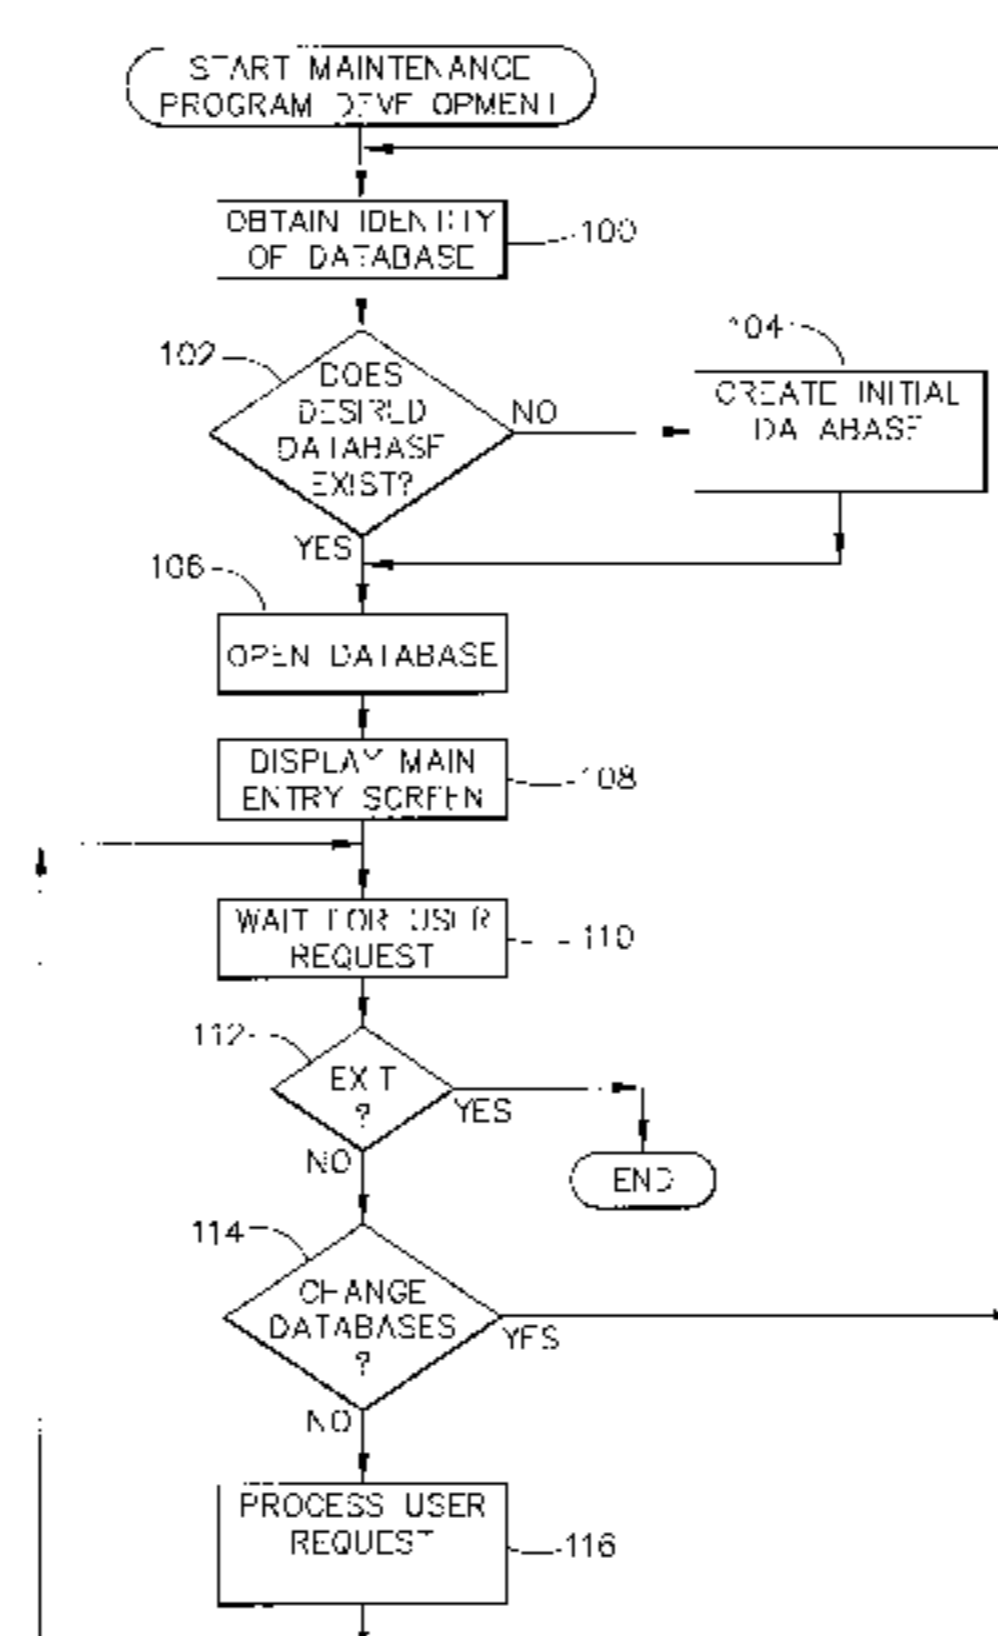 START MAINTENANCE
PROGRAM DEVELOPMENT
OBTAIN IDENTITY
OF DATABASE
100
102
DOES
DESIRED
DATABASE
EXIST?
NO
104
CREATE INITIAL
DATABASE
YES
106
OPEN DATABASE
DISPLAY MAIN
ENTRY SCREEN
108
WAIT FOR USER
REQUEST
110
112
EXIT
?
YES
NO
END
114
CHANGE
DATABASES
?
YES
NO
PROCESS USER
REQUEST
116